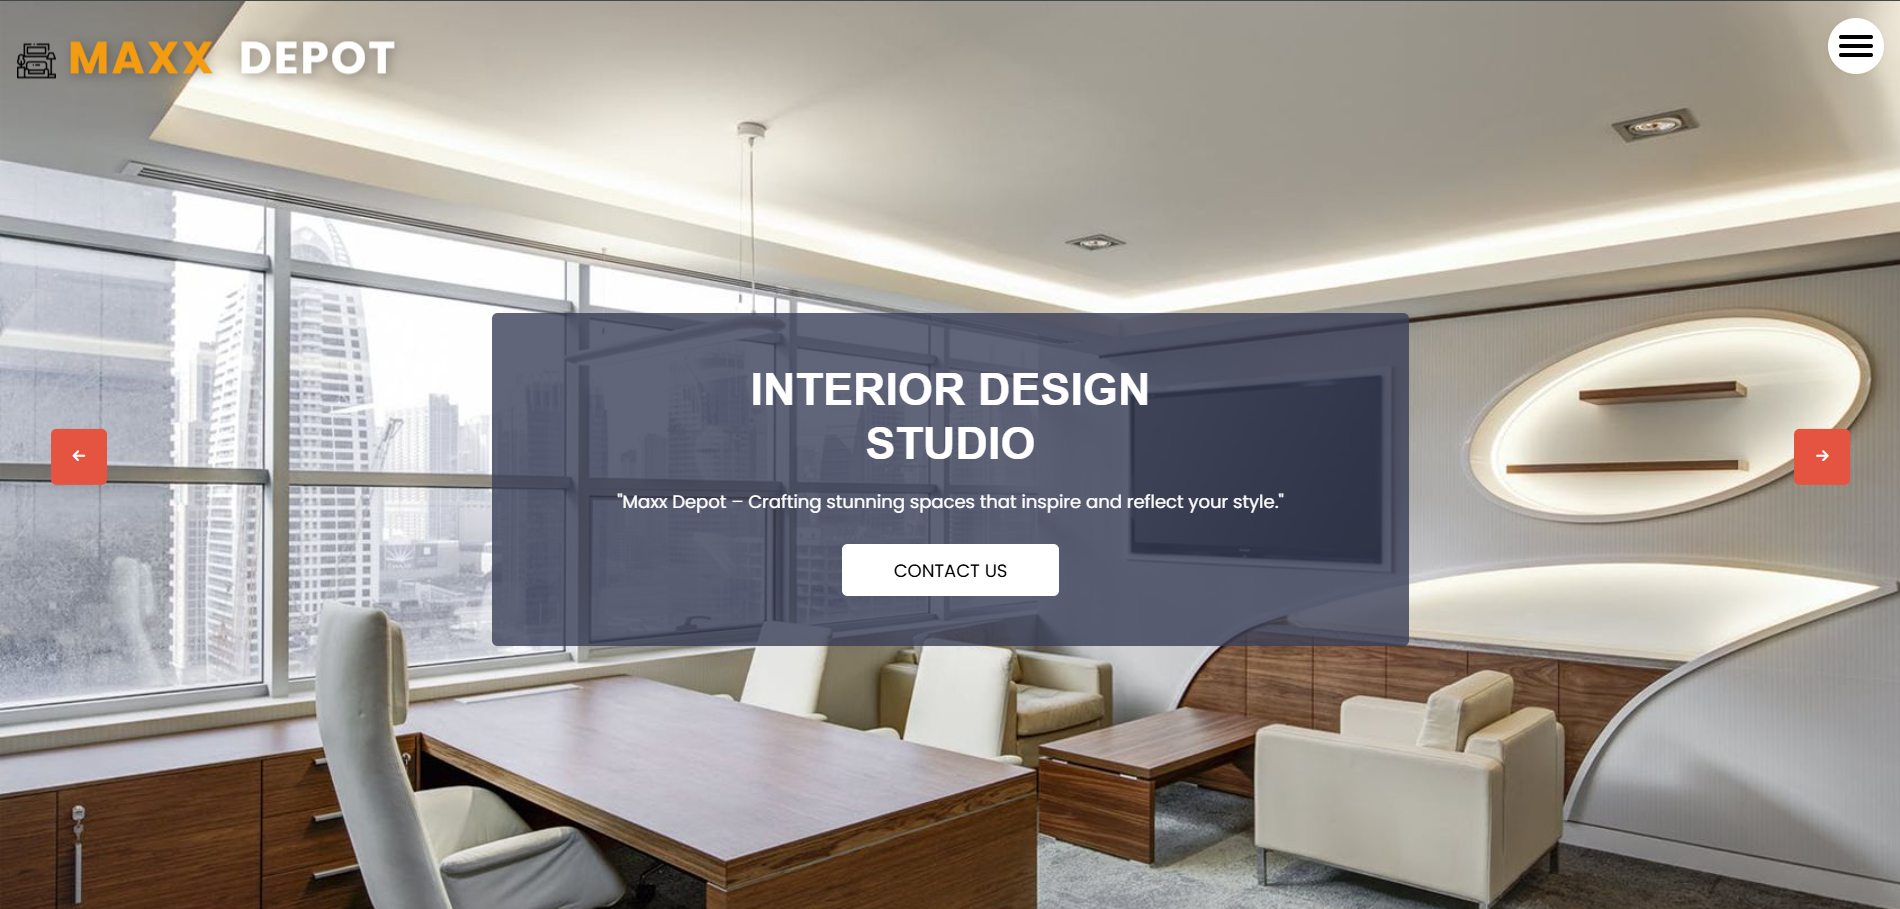 MAXX DEPOT
INTERIOR DESIGN
STUDIO
"Maxx Depot – Crafting stunning spaces that inspire and reflect your style."
CONTACT US